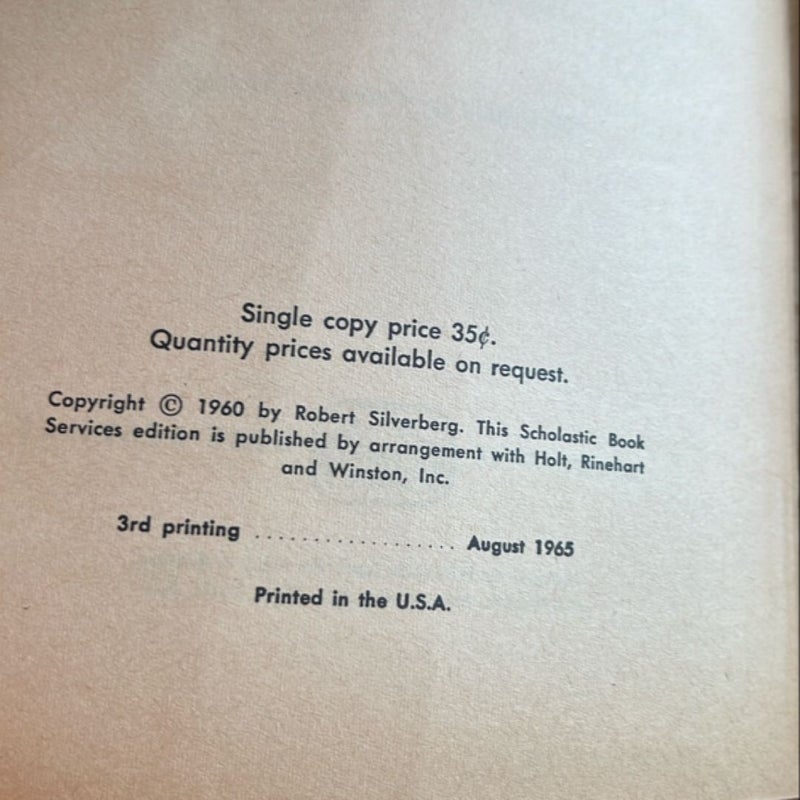 Single copy price 35¢.
Quantity prices available on request.
Copyright © 1960 by Robert Silverberg. This Scholastic Book
Services edition is published by arrangement with Holt, Rinehart
and Winston, Inc.
3rd printing .................. August 1965
Printed in the U.S.A.